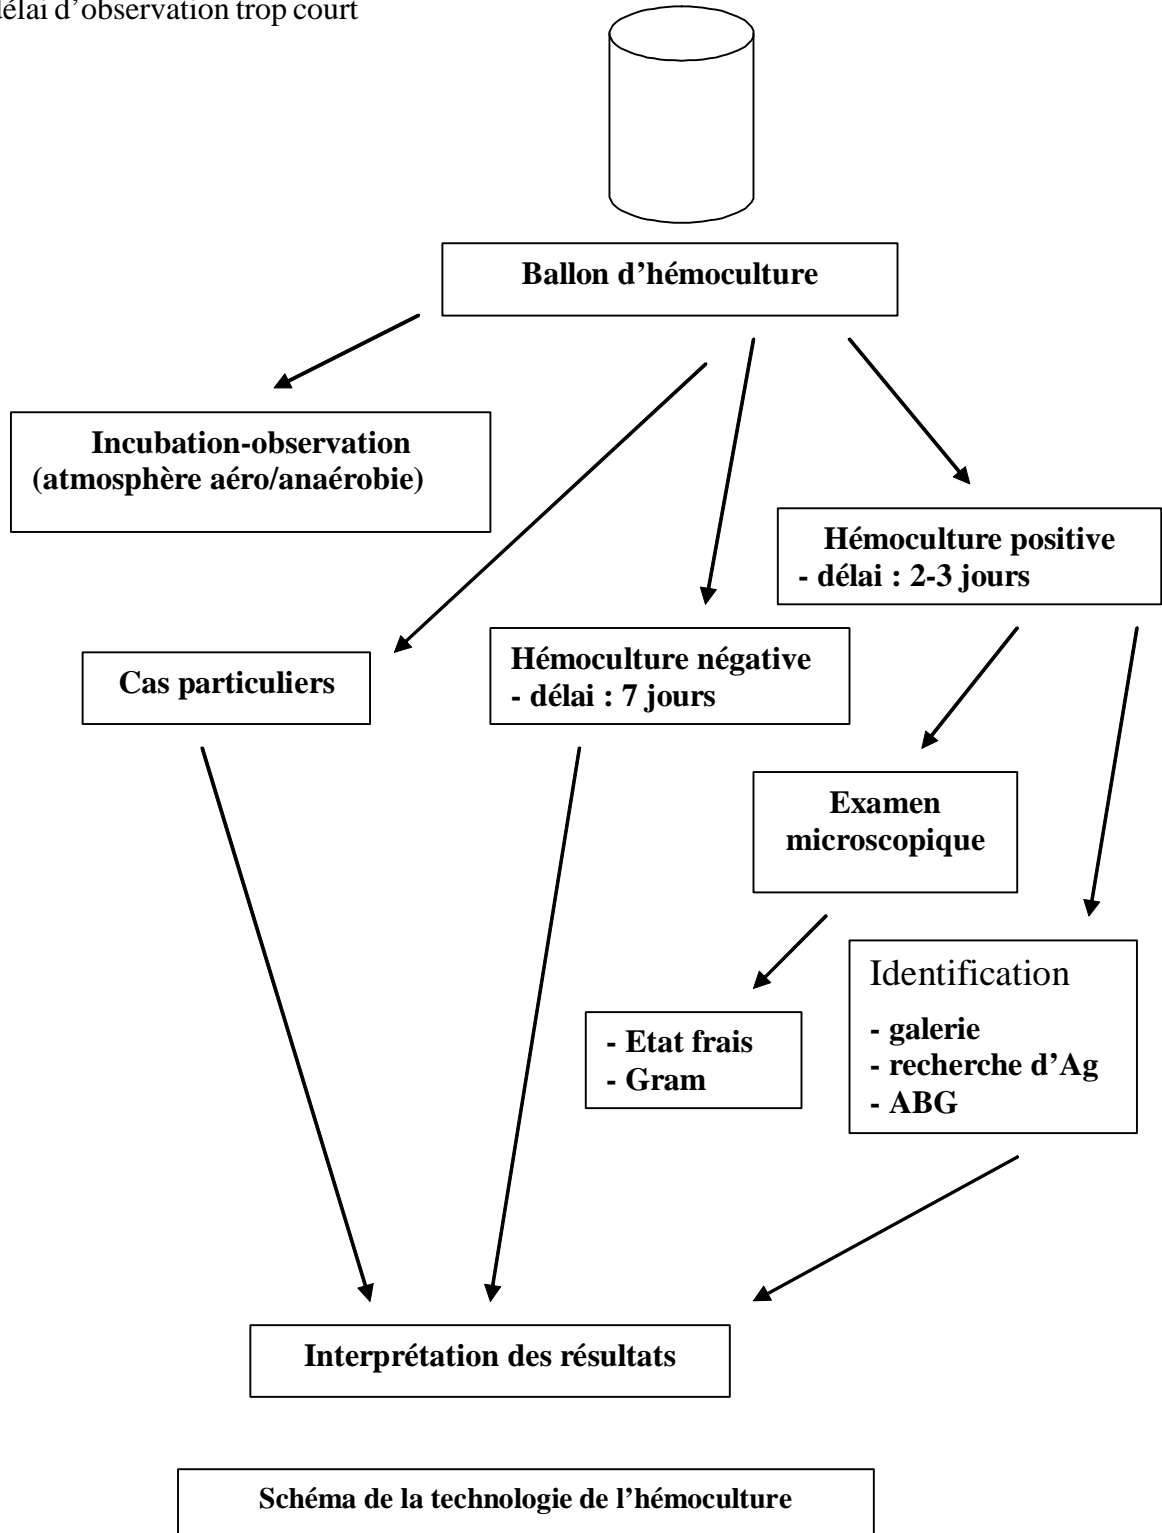 délai d’observation trop court
Ballon d’hémoculture
Incubation-observation
(atmosphère aéro/anaérobie)
Hémoculture positive
- délai : 2-3 jours
Cas particuliers
Hémoculture négative
- délai : 7 jours
Examen
microscopique
Identification
- galerie
- recherche d’Ag
- ABG
- Etat frais
- Gram
Interprétation des résultats
Schéma de la technologie de l’hémoculture